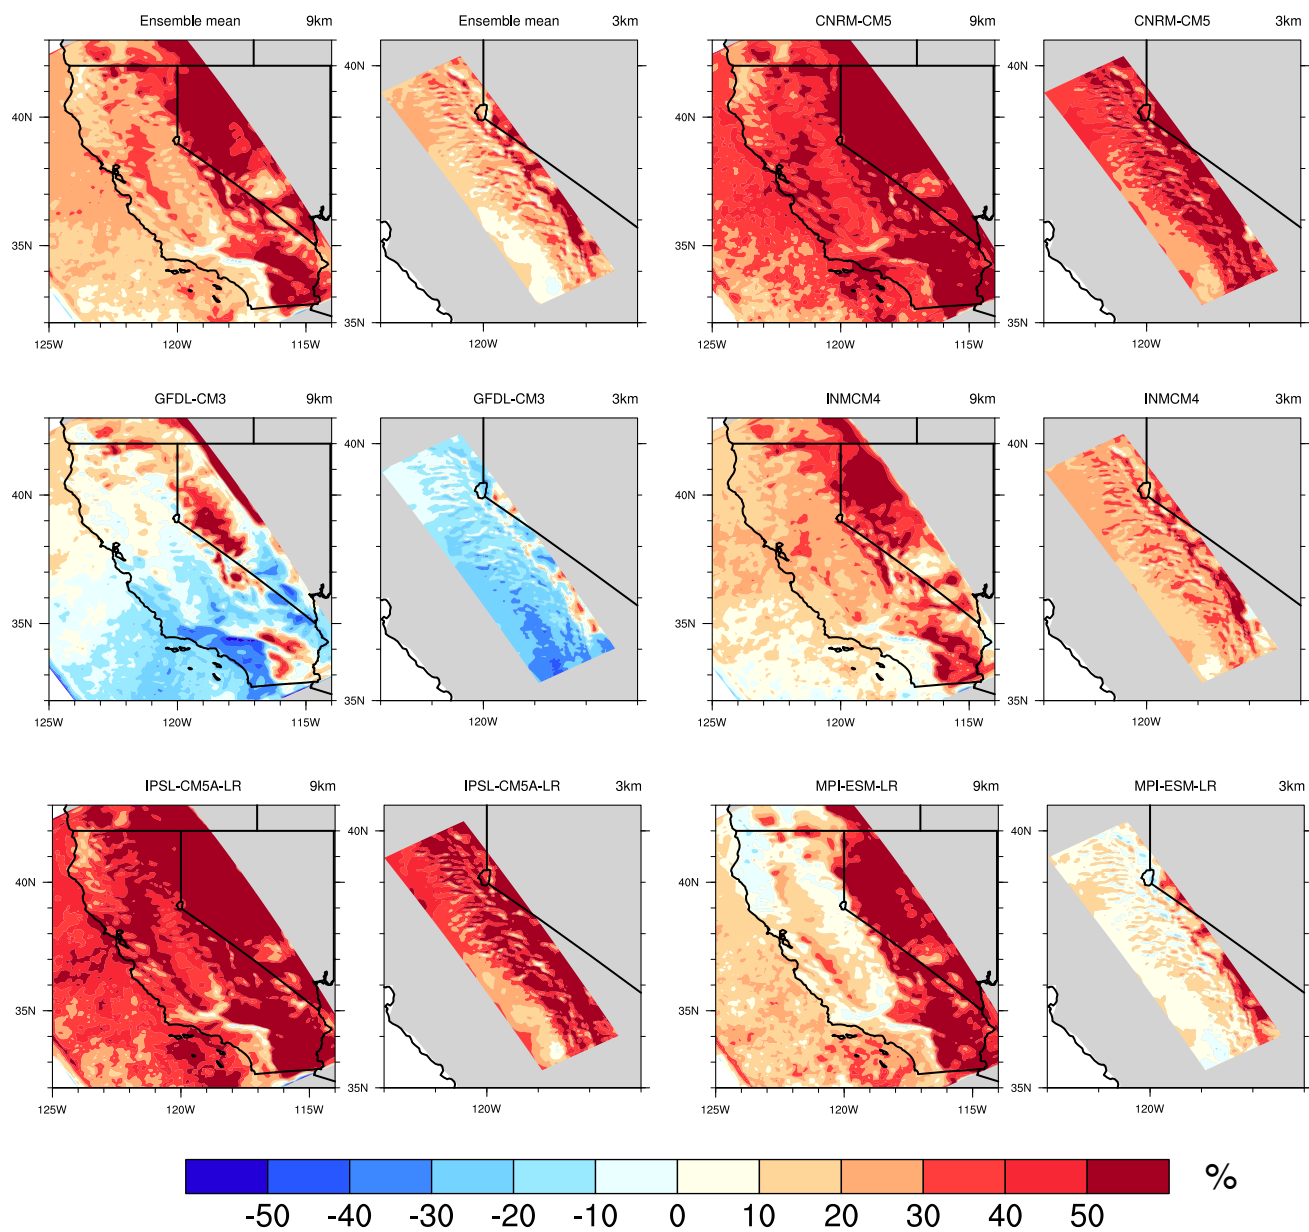 Ensemble mean 9km
Ensemble mean 3km
CNRM-CM5 9km
CNRM-CM5 3km
40N
35N
125W 120W 115W
40N
35N
120W
40N
35N
125W 120W 115W
40N
35N
120W
GFDL-CM3 9km
GFDL-CM3 3km
INMCM4 9km
INMCM4 3km
40N
35N
125W 120W 115W
40N
35N
120W
40N
35N
125W 120W 115W
40N
35N
120W
IPSL-CM5A-LR 9km
IPSL-CM5A-LR 3km
MPI-ESM-LR 9km
MPI-ESM-LR 3km
40N
35N
125W 120W 115W
40N
35N
120W
40N
35N
125W 120W 115W
40N
35N
120W
%
-50 -40 -30 -20 -10 0 10 20 30 40 50